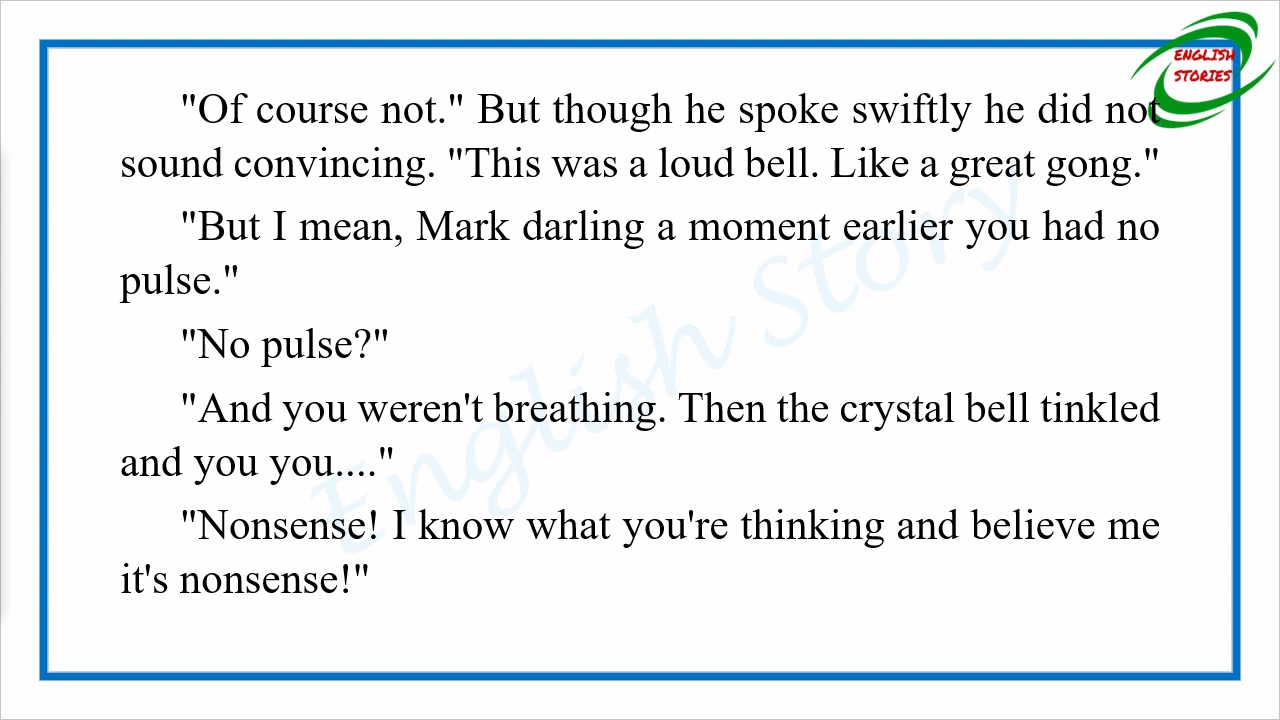 ENGLISH
STORIES
"Of course not." But though he spoke swiftly he did not
sound convincing. "This was a loud bell. Like a great gong."
"But I mean, Mark darling a moment earlier you had no
pulse."
"No pulse?"
"And you weren't breathing. Then the crystal bell tinkled
and you you...."
"Nonsense! I know what you're thinking and believe me
it's nonsense!"
English Story